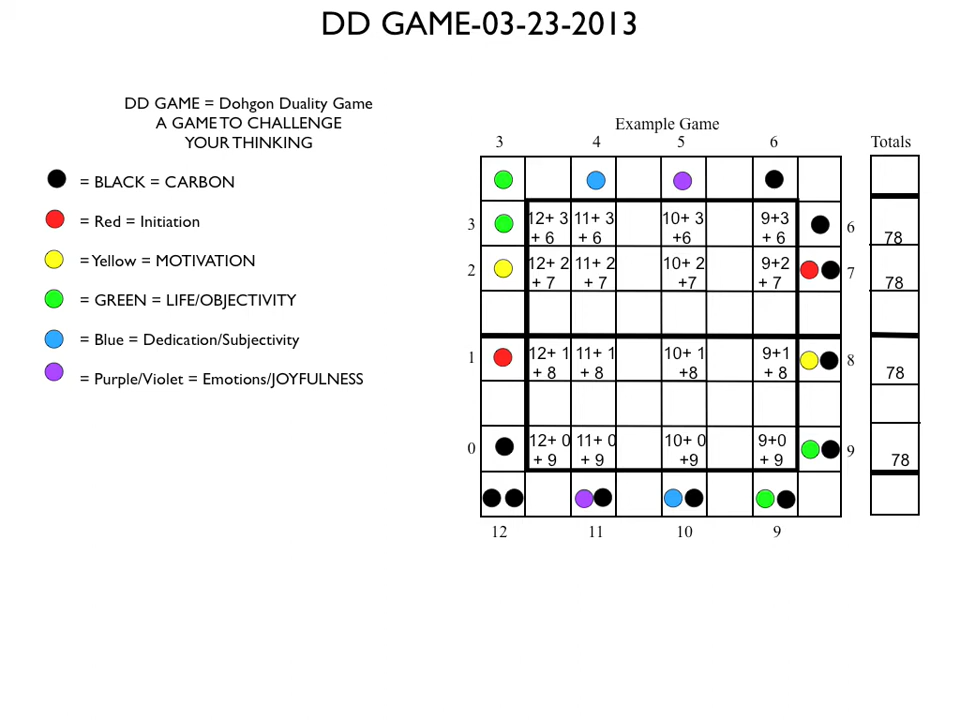 DD GAME-03-23-2013
DD GAME = Dohgon Duality Game
A GAME TO CHALLENGE
YOUR THINKING
= BLACK = CARBON
= Red = Initiation
= Yellow = MOTIVATION
= GREEN = LIFE/OBJECTIVITY
= Blue = Dedication/Subjectivity
= Purple/Violet = Emotions/JOYFULNESS
Example Game
3 4 5 6 Totals
3 12+ 3 11+ 3 10+ 3 9+3 6
+ 6 + 6 +6 + 6 78
2 12+ 2 11+ 2 10+ 2 9+2 7
+ 7 + 7 +7 + 7 78
1 12+ 1 11+ 1 10+ 1 9+1 8
+ 8 + 8 +8 + 8 78
0 12+ 0 11+ 0 10+ 0 9+0 9
+ 9 + 9 +9 + 9 78
12 11 10 9